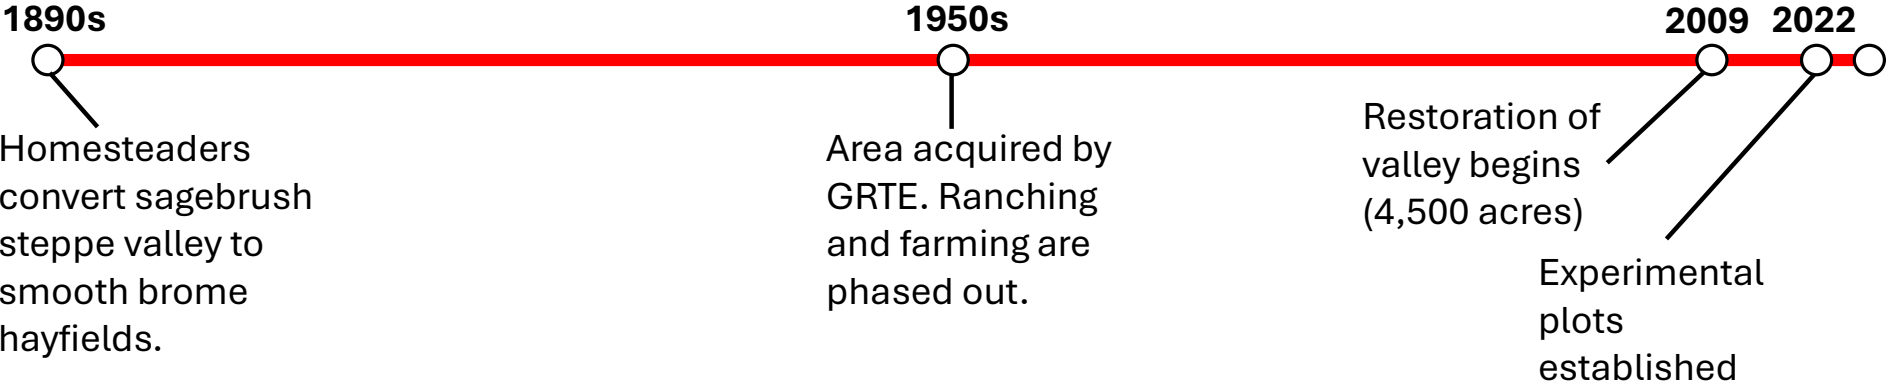 1890s
Homesteaders
convert sagebrush
steppe valley to
smooth brome
hayfields.
1950s
Area acquired by
GRTE. Ranching
and farming are
phased out.
2009
Restoration of
valley begins
(4,500 acres)
2022
Experimental
plots
established